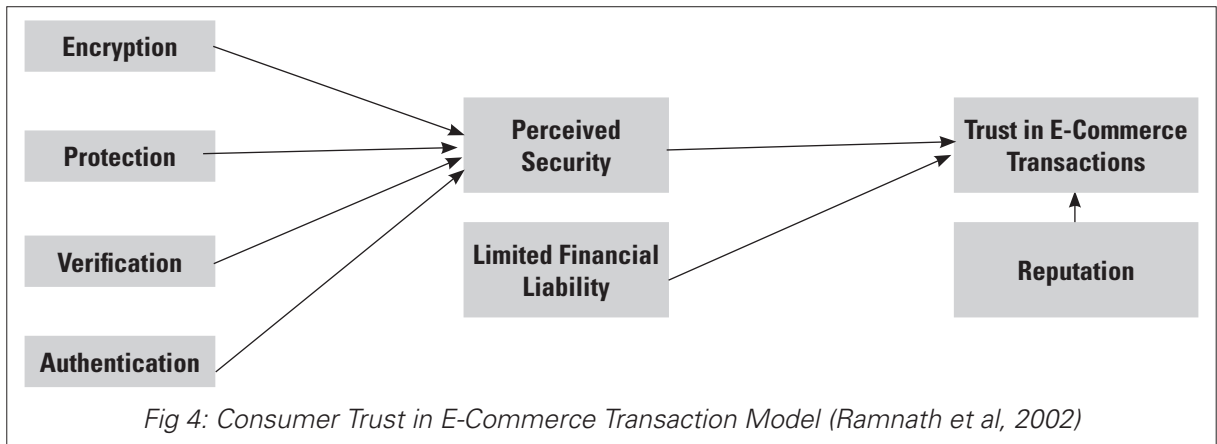 Encryption
Protection
Verification
Authentication
Perceived
Security
Limited Financial
Liability
Trust in E-Commerce
Transactions
Reputation
Fig 4: Consumer Trust in E-Commerce Transaction Model (Ramnath et al, 2002)